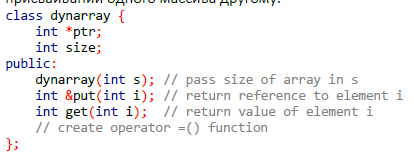 присваивании одного массива другому.
class dynarray {
    int *ptr;
    int size;
public:
    dynarray(int s); // pass size of array in s
    int &put(int i); // return reference to element i
    int get(int i);  // return value of element i
    // create operator =() function
};